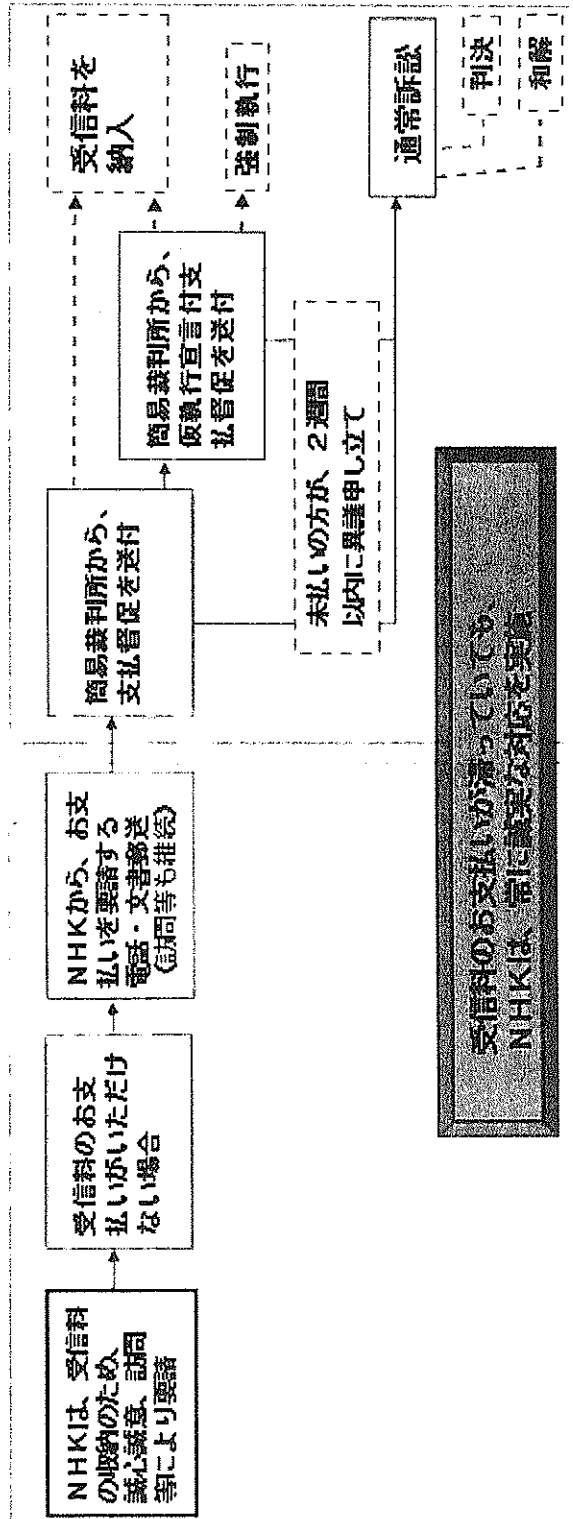 NHKは、受信料
の収納のため、
誠心誠意、訪問
等により要請
受信料のお支
払いがいただけ
ない場合
NHKから、お支
払いを要請する
電話・文書郵送
(訪問等も継続)
簡易裁判所から、
支払督促を送付
簡易裁判所から、
仮執行宣言付支
払督促を送付
受信料を
納入
強制執行
未払いの方が、2週間
以内に異議申し立て
通常訴訟
判決
和解
受信料のお支払いが滞っていても、
NHKは、常に誠実な対応を実施